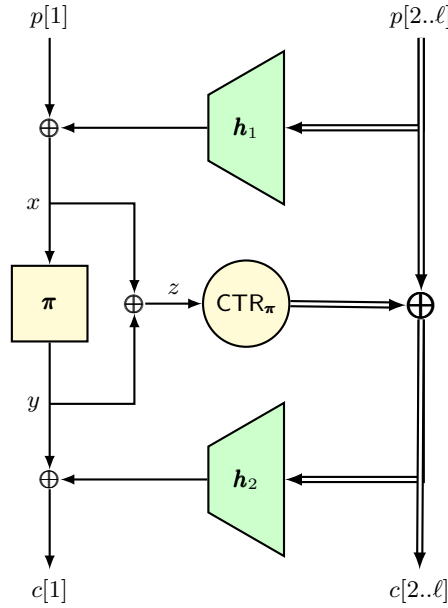 p[1] p[2..ℓ]
h₁
x
z
π CTR_π
y
h₂
c[1] c[2..ℓ]